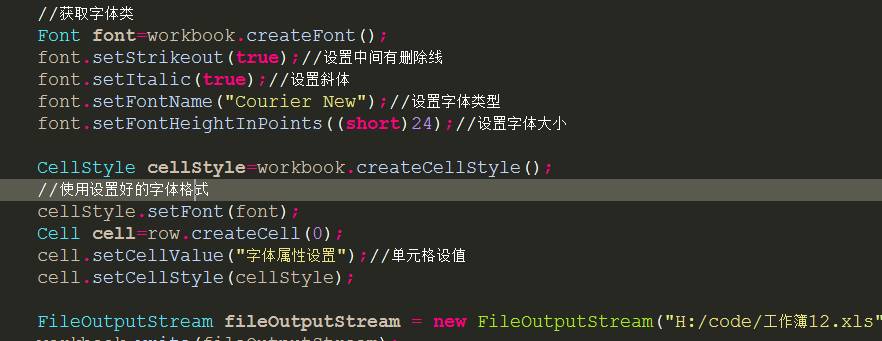 //获取字体类
Font font=workbook.createFont();
font.setStrikeout(true);//设置中间有删除线
font.setItalic(true);//设置斜体
font.setFontName("Courier New");//设置字体类型
font.setFontHeightInPoints((short)24);//设置字体大小
CellStyle cellStyle=workbook.createCellStyle();
//使用设置好的字体格式
cellStyle.setFont(font);
Cell cell=row.createCell(0);
cell.setCellValue("字体属性设置");//单元格设值
cell.setCellStyle(cellStyle);
FileOutputStream fileOutputStream = new FileOutputStream("H:/code/工作簿12.xls"
workbook.write(fileOutputStream);